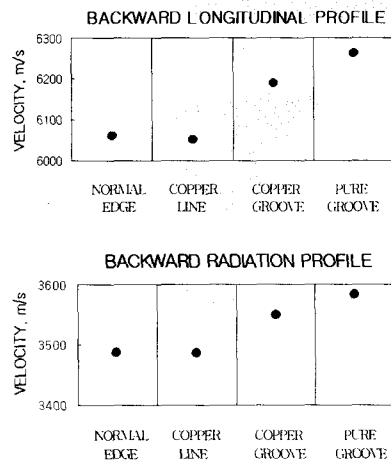 BACKWARD LONGITUDINAL PROFILE
6300
6200
6100
6000
VELOCITY, m/s
NORMAL EDGE
COPPER LINE
COPPER GROOVE
PURE GROOVE
BACKWARD RADIATION PROFILE
3600
3500
3400
VELOCITY, m/s
NORMAL EDGE
COPPER LINE
COPPER GROOVE
PURE GROOVE